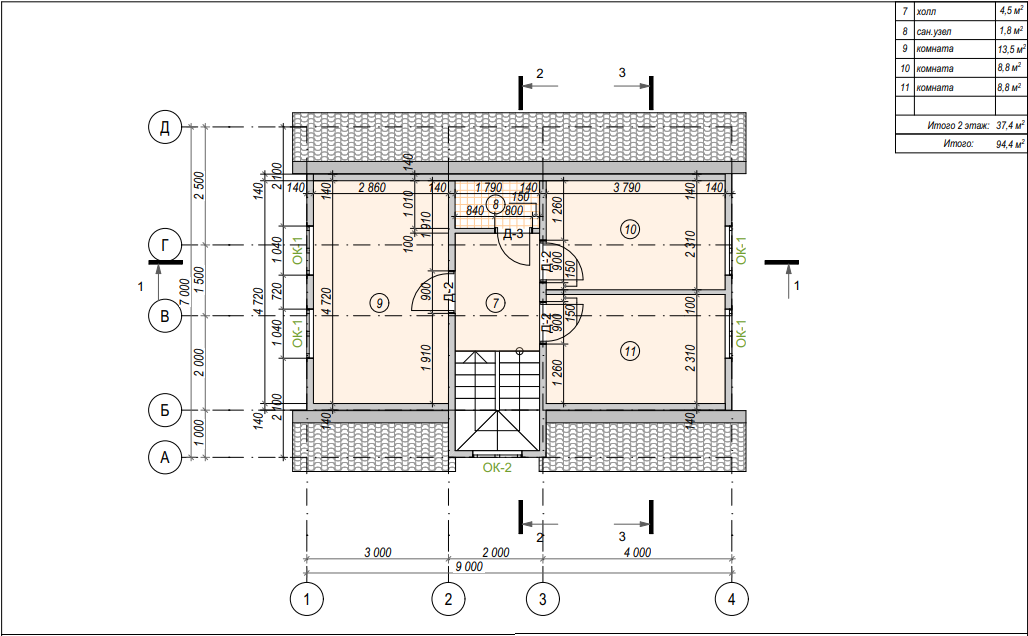 7 холл 4,5 м²
8 сан.узел 1,8 м²
9 комната 13,5 м²
10 комната 8,8 м²
11 комната 8,8 м²
Итого 2 этаж: 37,4 м²
Итого: 94,4 м²
2 3
Д
140 2 860 140 1 790 140 3 790 140
140
2 100
140
140
140
150
8
840 800
1 010
1 910
1 260
2 500
Д-3
10
2 310
Г
ОК-1
1 040
100
Д-2
900
150
ОК-1
1 1
7 000
1 500
720
4 720
4 720
9
900
Д-2
7
100
В
ОК-1
1 040
Д-2
900
150
ОК-1
11
2 000
1 910
1 260
2 310
Б
2 100
140
140
140
1 000
А
ОК-2
2 3
3 000 2 000 4 000
9 000
1 2 3 4